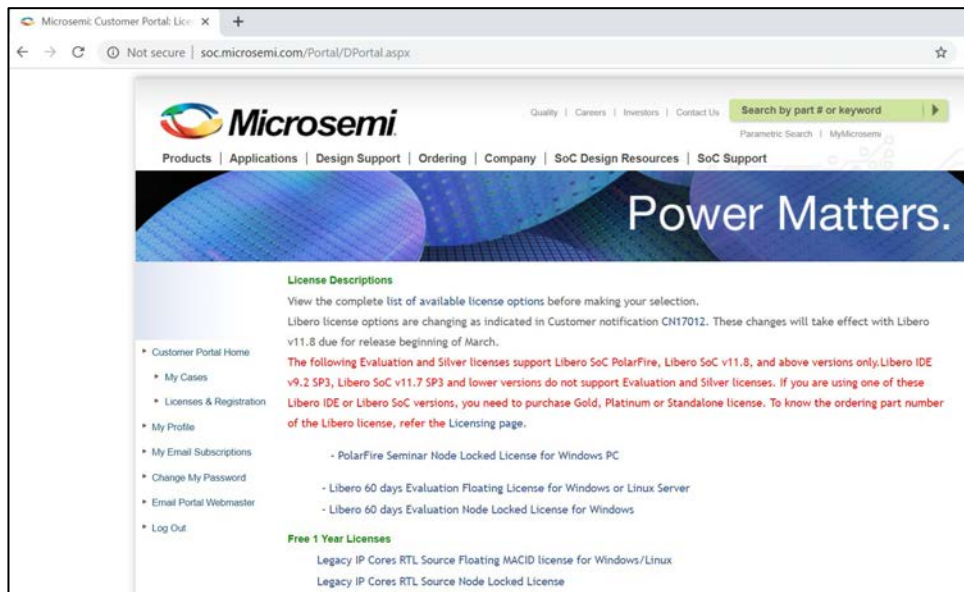 Microsemi: Customer Portal: Lice
Not secure | soc.microsemi.com/Portal/DPortal.aspx
Microsemi
Quality | Careers | Investors | Contact Us
Search by part # or keyword
Parametric Search | MyMicrosemi
Products | Applications | Design Support | Ordering | Company | SoC Design Resources | SoC Support
Power Matters.
License Descriptions
View the complete list of available license options before making your selection.
Libero license options are changing as indicated in Customer notification CN17012. These changes will take effect with Libero
v11.8 due for release beginning of March.
The following Evaluation and Silver licenses support Libero SoC PolarFire, Libero SoC v11.8, and above versions only.Libero IDE
v9.2 SP3, Libero SoC v11.7 SP3 and lower versions do not support Evaluation and Silver licenses. If you are using one of these
Libero IDE or Libero SoC versions, you need to purchase Gold, Platinum or Standalone license. To know the ordering part number
of the Libero license, refer the Licensing page.
- PolarFire Seminar Node Locked License for Windows PC
- Libero 60 days Evaluation Floating License for Windows or Linux Server
- Libero 60 days Evaluation Node Locked License for Windows
Free 1 Year Licenses
Legacy IP Cores RTL Source Floating MACID license for Windows/Linux
Legacy IP Cores RTL Source Node Locked License
Customer Portal Home
My Cases
Licenses & Registration
My Profile
My Email Subscriptions
Change My Password
Email Portal Webmaster
Log Out